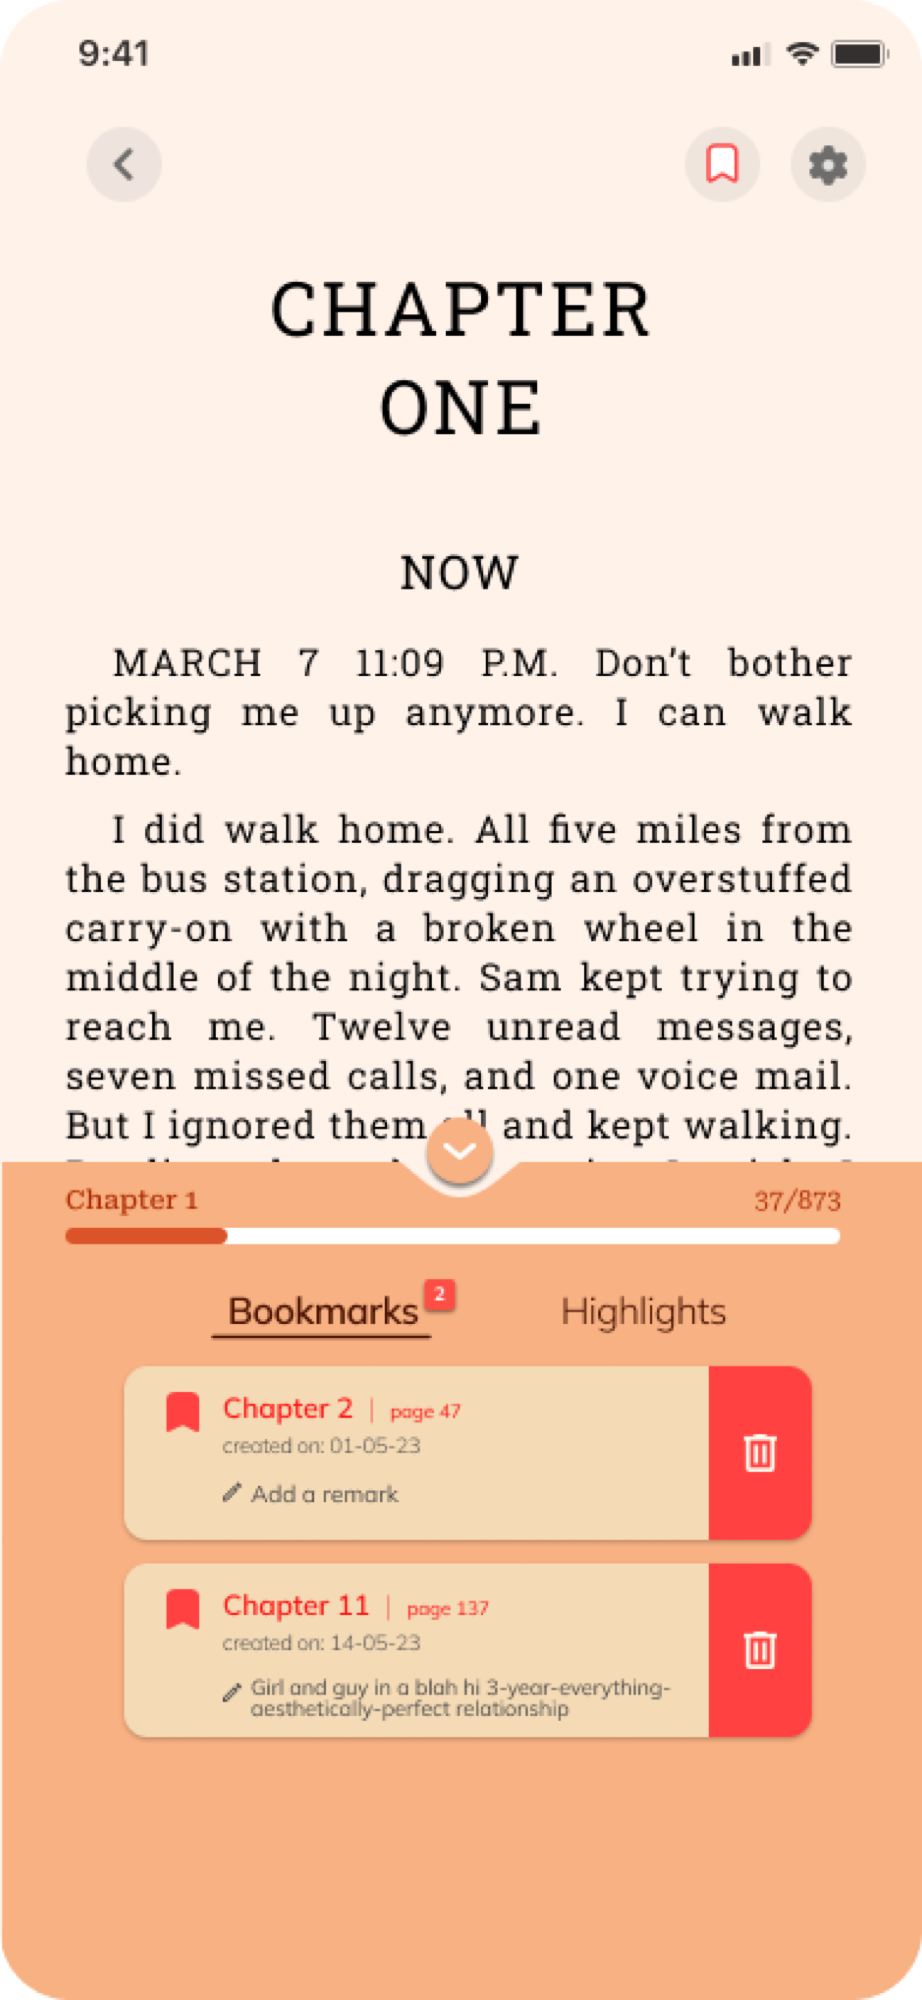 9:41
CHAPTER
ONE
NOW
MARCH 7 11:09 P.M. Don't bother
picking me up anymore. I can walk
home.
I did walk home. All five miles from
the bus station, dragging an overstuffed
carry-on with a broken wheel in the
middle of the night. Sam kept trying to
reach me. Twelve unread messages,
seven missed calls, and one voice mail.
But I ignored them all and kept walking.
Chapter 1 37/873
Bookmarks 2 Highlights
Chapter 2 | page 47
created on: 01-05-23
Add a remark
Chapter 11 | page 137
created on: 14-05-23
Girl and guy in a blah hi 3-year-everything-
aesthetically-perfect relationship